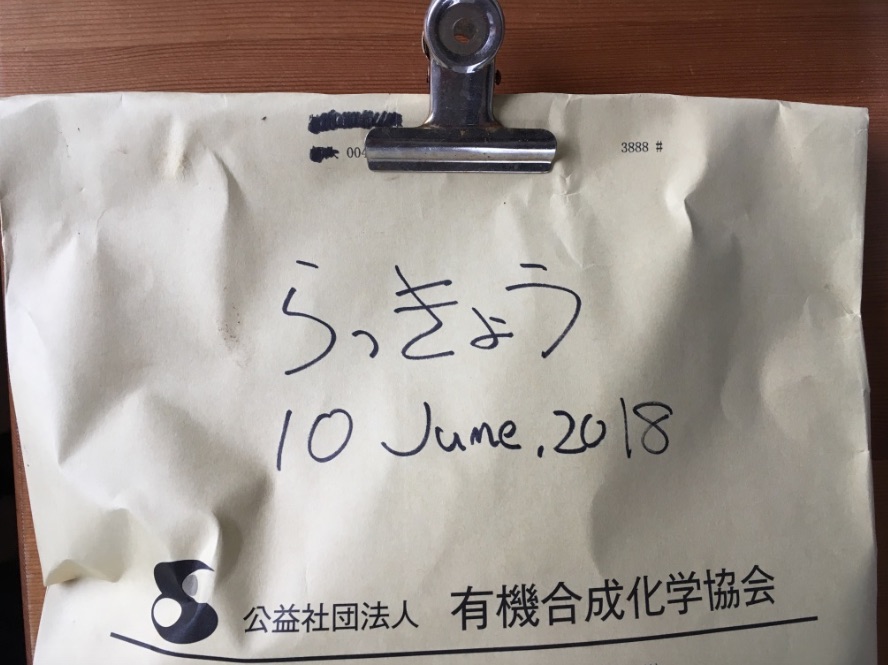 004
3888 #
らっきょう
10 June, 2018
公益社団法人 有機合成化学協会